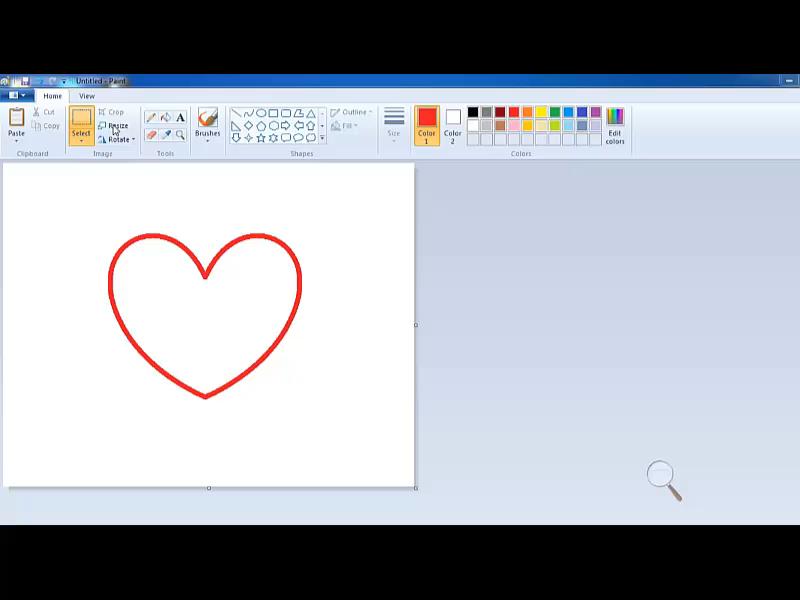 Untitled - Paint
Home View
Paste
Cut
Copy
Clipboard
Select
Crop
Resize
Rotate
Image
A
Tools
Brushes
Outline
Fill
Shapes
Size
Color
1
Color
2
Edit
colors
Colors